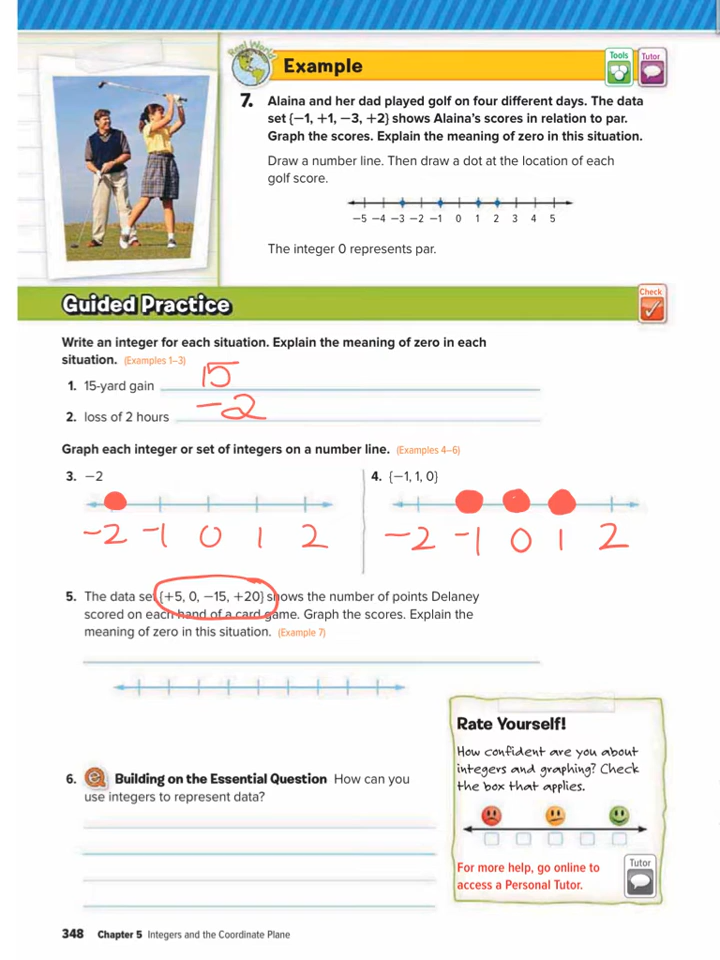 Real World
Example
Tools
Tutor
7. Alaina and her dad played golf on four different days. The data
set {−1, +1, −3, +2} shows Alaina's scores in relation to par.
Graph the scores. Explain the meaning of zero in this situation.
Draw a number line. Then draw a dot at the location of each
golf score.
−5 −4 −3 −2 −1 0 1 2 3 4 5
The integer 0 represents par.
Guided Practice
Check
Write an integer for each situation. Explain the meaning of zero in each
situation. (Examples 1–3)
1. 15-yard gain 15
2. loss of 2 hours −2
Graph each integer or set of integers on a number line. (Examples 4–6)
3. −2
−2 −1 0 1 2
4. {−1, 1, 0}
−2 −1 0 1 2
5. The data set {+5, 0, −15, +20} shows the number of points Delaney
scored on each hand of a card game. Graph the scores. Explain the
meaning of zero in this situation. (Example 7)
6. e Building on the Essential Question How can you
use integers to represent data?
Rate Yourself!
How confident are you about
integers and graphing? Check
the box that applies.
For more help, go online to
access a Personal Tutor.
Tutor
348 Chapter 5 Integers and the Coordinate Plane